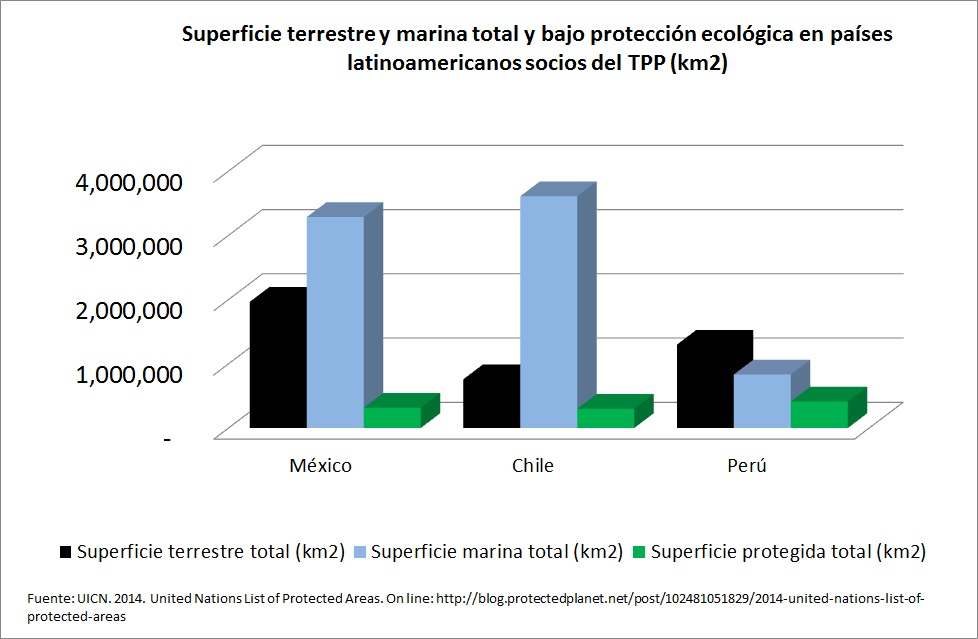 Superficie terrestre y marina total y bajo protección ecológica en países
latinoamericanos socios del TPP (km2)
4,000,000
3,000,000
2,000,000
1,000,000
-
México Chile Perú
Superficie terrestre total (km2) Superficie marina total (km2) Superficie protegida total (km2)
Fuente: UICN. 2014. United Nations List of Protected Areas. On line: http://blog.protectedplanet.net/post/102481051829/2014-united-nations-list-of-
protected-areas